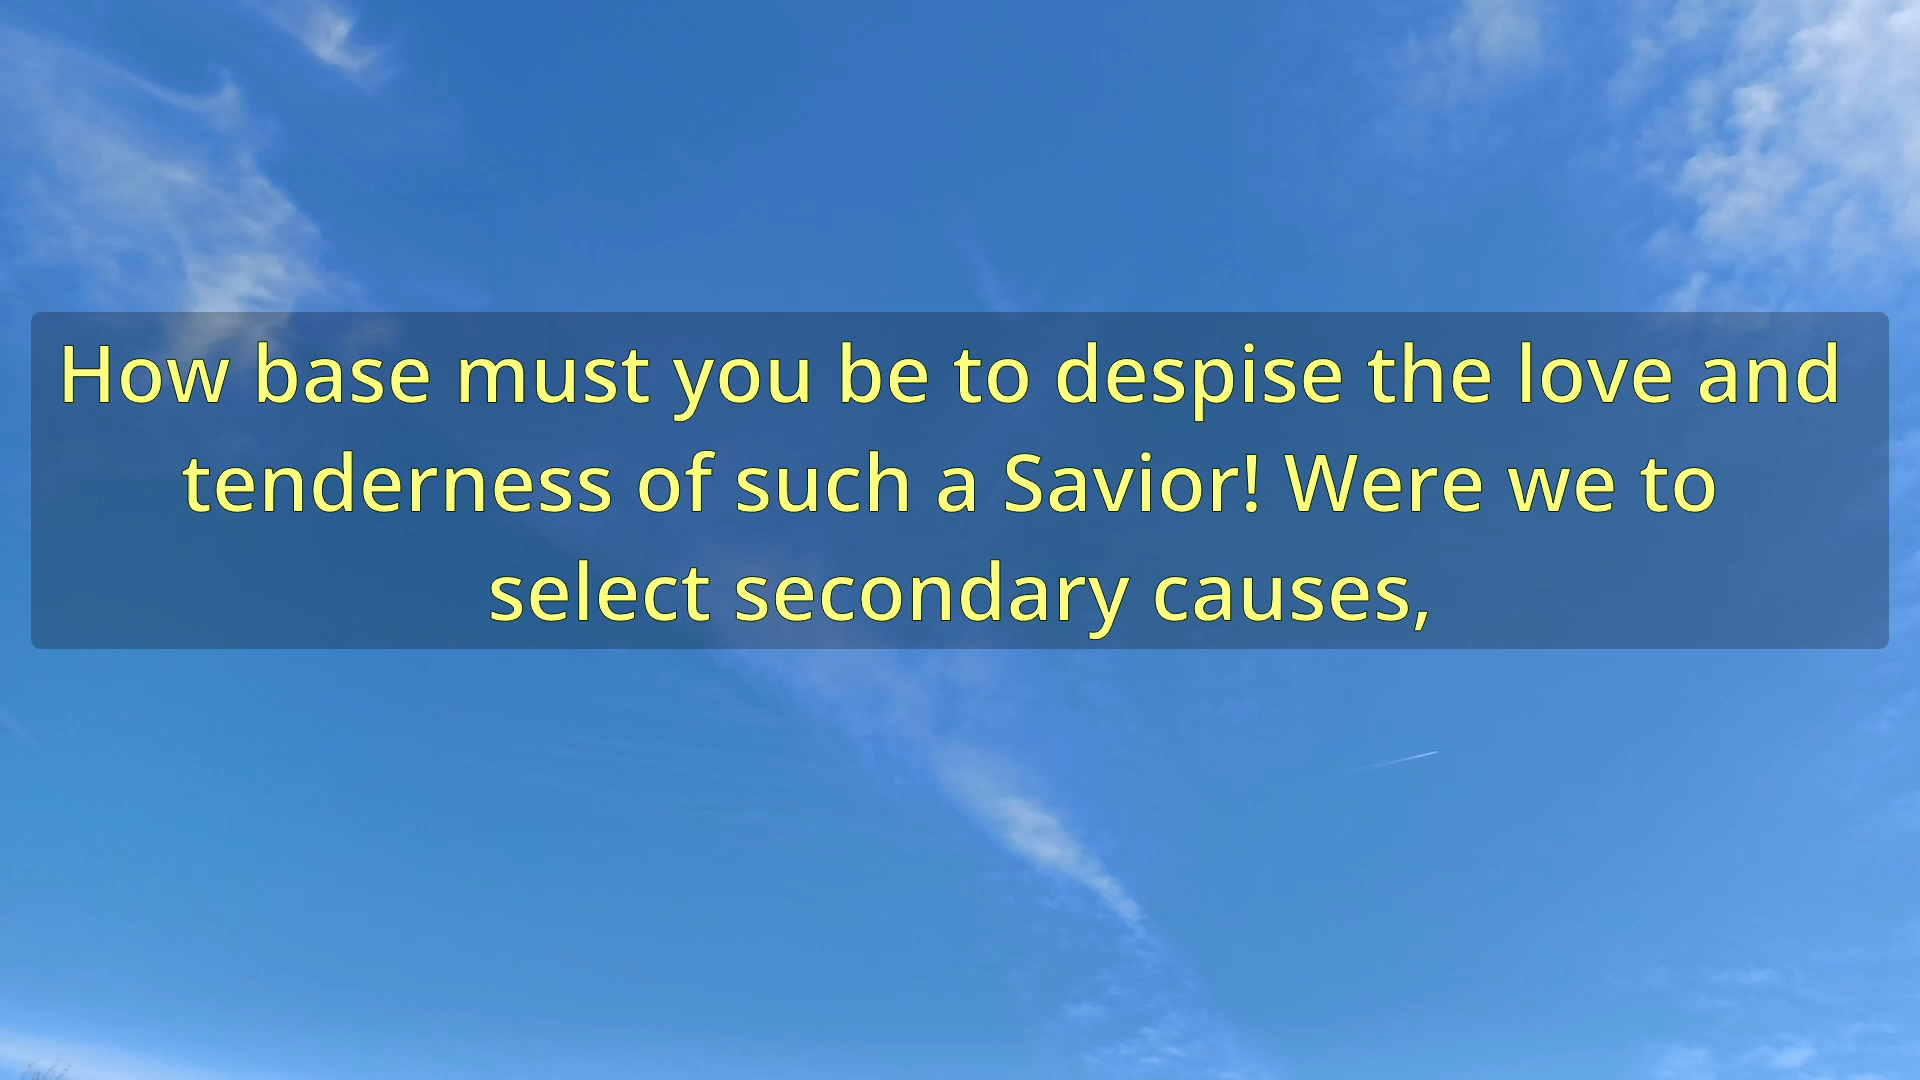 How base must you be to despise the love and
tenderness of such a Savior! Were we to
select secondary causes,